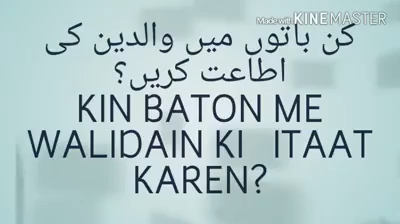 Made with KINEMASTER
کن باتوں میں والدین کی
اطاعت کریں؟
KIN BATON ME
WALIDAIN KI ITAAT
KAREN?